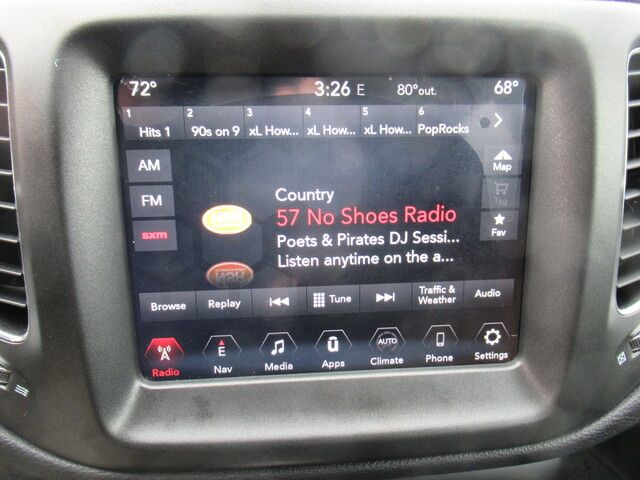 72° 3:26 E 80°out. 68°
1 2 3 4 5 6
Hits 1 90s on 9 xL How... xL How... xL How... PopRocks
AM
Map
FM
Tag
sxm
Fav
Country
57 No Shoes Radio
Poets & Pirates DJ Sessi...
Listen anytime on the a...
Browse Replay Tune Traffic &
Weather Audio
AUTO
E
Radio Nav Media Apps Climate Phone Settings